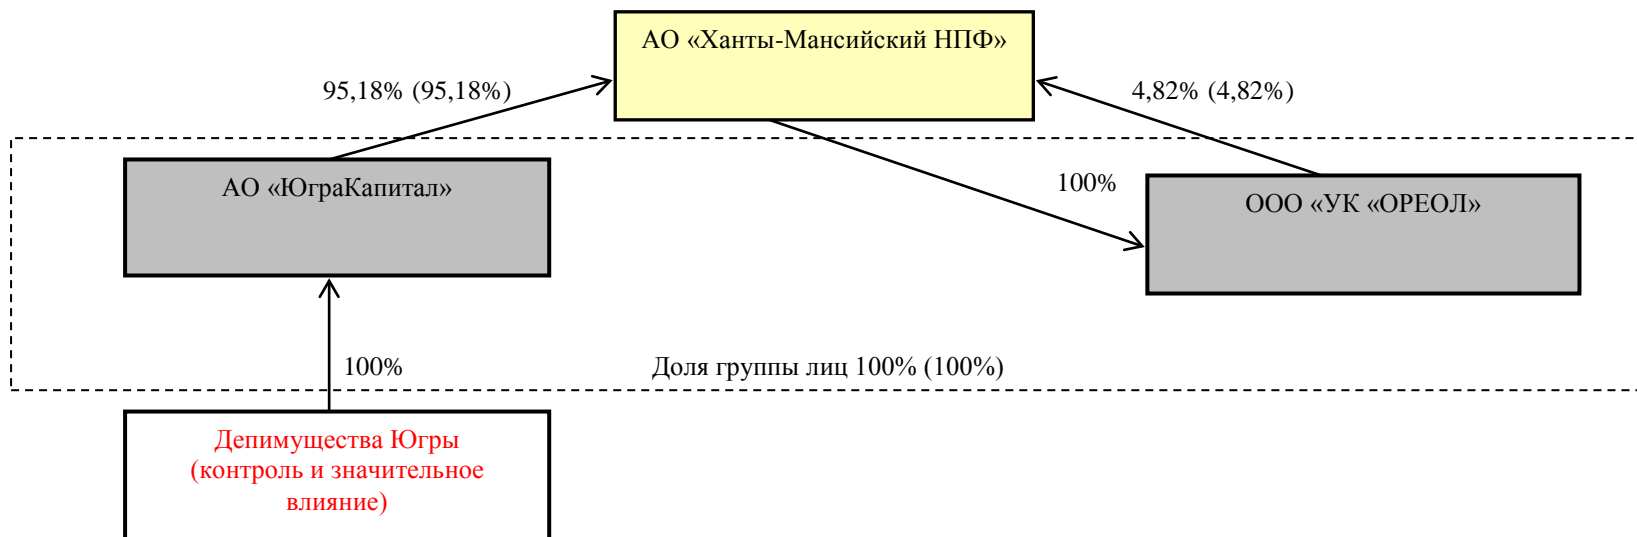 АО «Ханты-Мансийский НПФ»
95,18% (95,18%)
4,82% (4,82%)
АО «ЮграКапитал»
100%
ООО «УК «ОРЕОЛ»
100%
Доля группы лиц 100% (100%)
Депимущества Югры
(контроль и значительное
влияние)